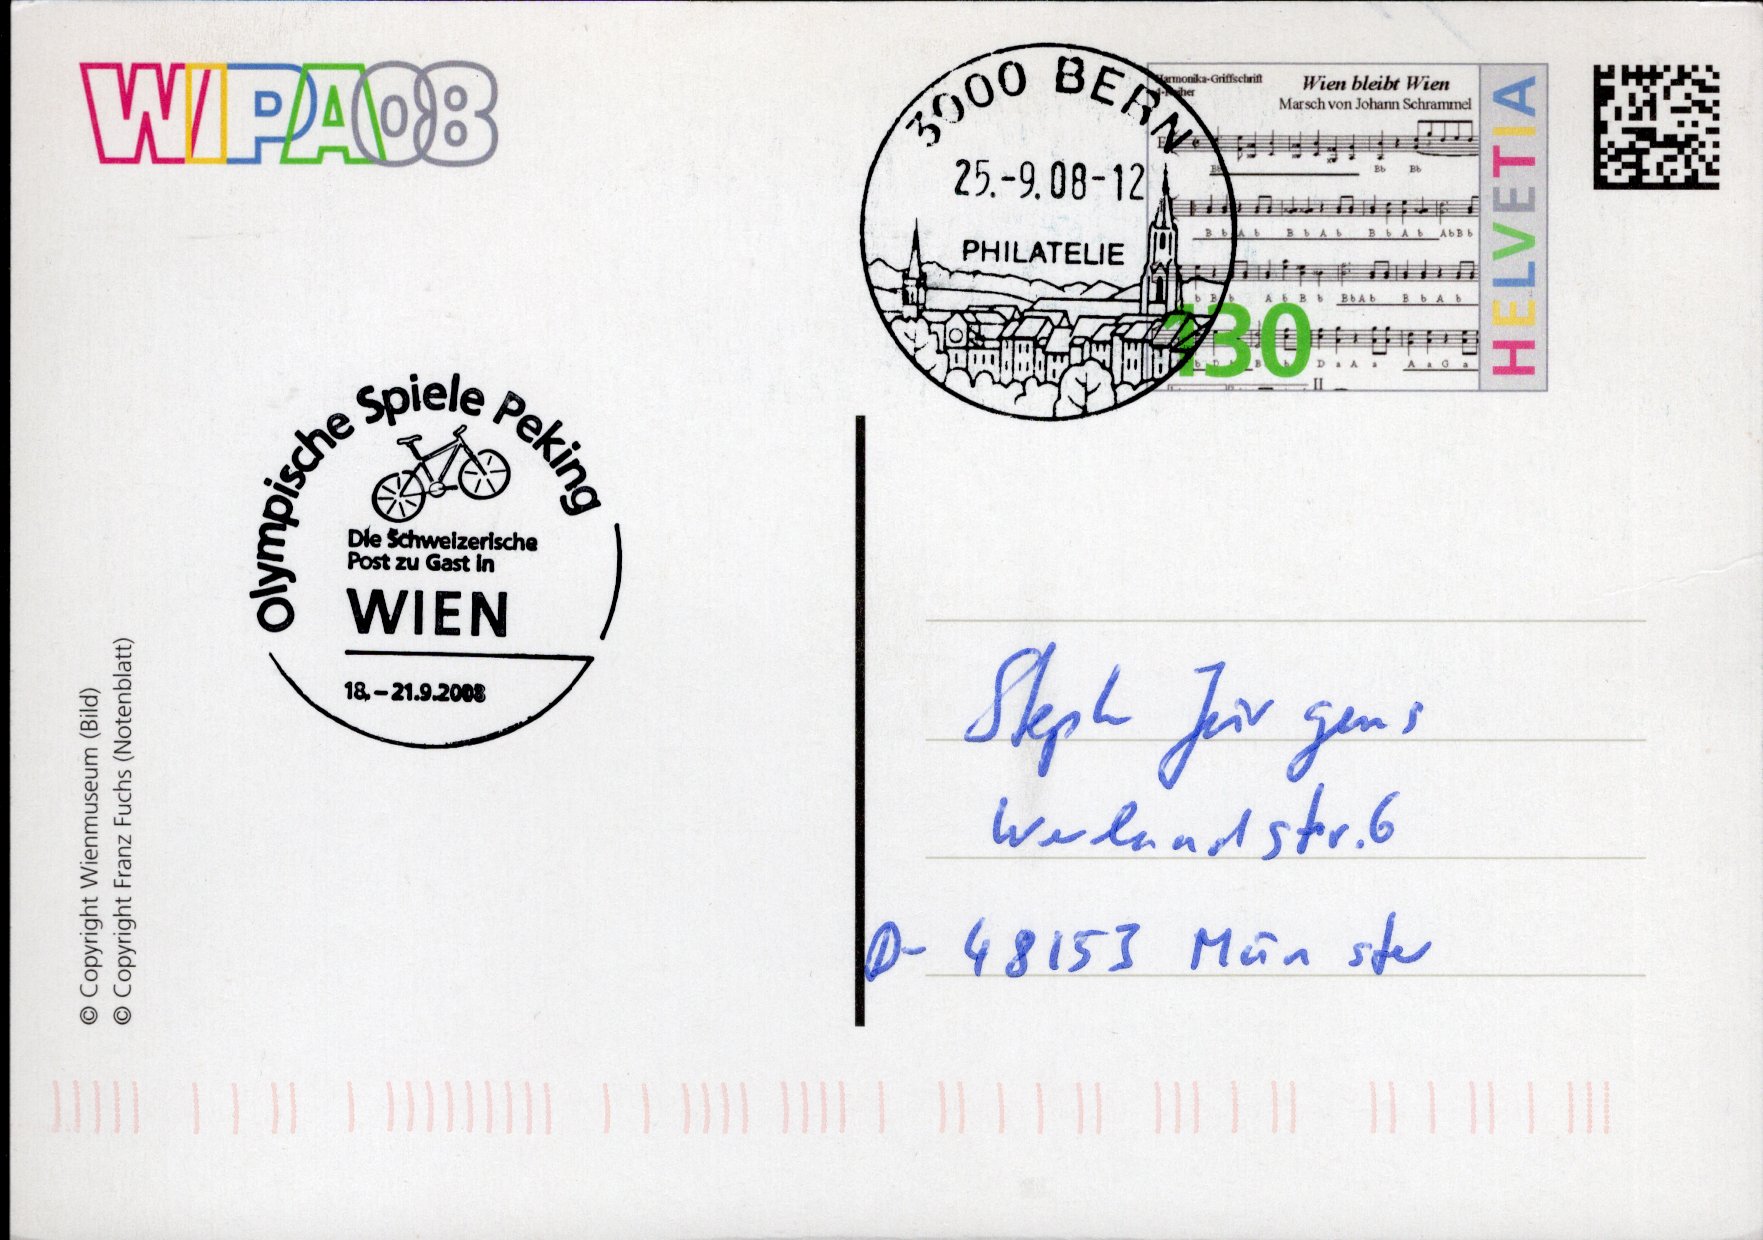 WIPA08
3000 BERN
25.-9.08-12
PHILATELIE
Harmonika-Griffschrift
Wien bleibt Wien
Marsch von Johann Schrammel
130
HELVETIA
Olympische Spiele Peking
Die Schweizerische
Post zu Gast in
WIEN
18.–21.9.2008
© Copyright Wienmuseum (Bild)
© Copyright Franz Fuchs (Notenblatt)
Steph Jürgens
str. 6
D- 48153 Münster